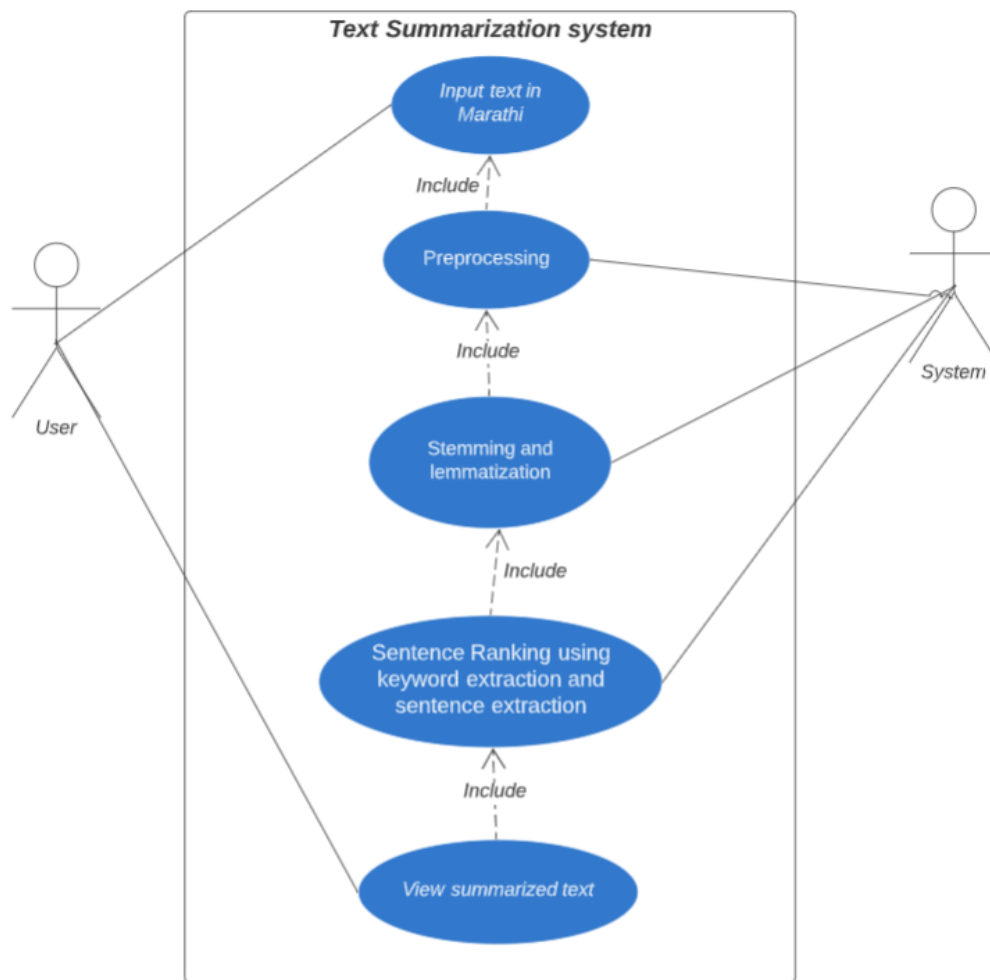 Text Summarization system
Input text in
Marathi
Include
Preprocessing
Include
Stemming and
lemmatization
Include
Sentence Ranking using
keyword extraction and
sentence extraction
Include
View summarized text
User
System